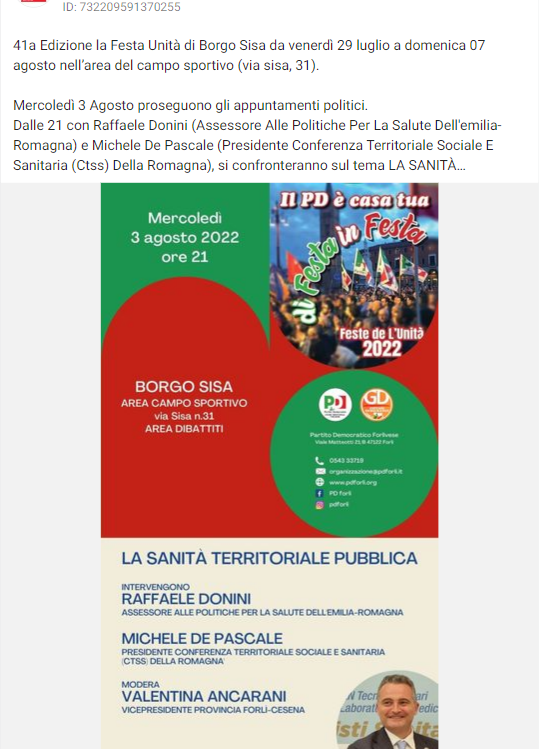 ID: 732209591370255
41a Edizione la Festa Unità di Borgo Sisa da venerdì 29 luglio a domenica 07
agosto nell'area del campo sportivo (via sisa, 31).
Mercoledì 3 Agosto proseguono gli appuntamenti politici.
Dalle 21 con Raffaele Donini (Assessore Alle Politiche Per La Salute Dell'emilia-
Romagna) e Michele De Pascale (Presidente Conferenza Territoriale Sociale E
Sanitaria (Ctss) Della Romagna), si confronteranno sul tema LA SANITÀ...
Mercoledì
3 agosto 2022
ore 21
Il PD è casa tua
di Festa in Festa
Feste de L'Unità
2022
BORGO SISA
AREA CAMPO SPORTIVO
via Sisa n.31
AREA DIBATTITI
PD
GD
Partito Democratico Forlivese
Viale Matteotti 21/B 47122 Forlì
0543 33718
organizzazione@pdforli.it
www.pdforli.org
PD forlì
pdforli
LA SANITÀ TERRITORIALE PUBBLICA
INTERVENGONO
RAFFAELE DONINI
ASSESSORE ALLE POLITICHE PER LA SALUTE DELL'EMILIA-ROMAGNA
MICHELE DE PASCALE
PRESIDENTE CONFERENZA TERRITORIALE SOCIALE E SANITARIA
(CTSS) DELLA ROMAGNA'
MODERA
VALENTINA ANCARANI
VICEPRESIDENTE PROVINCIA FORLÌ-CESENA